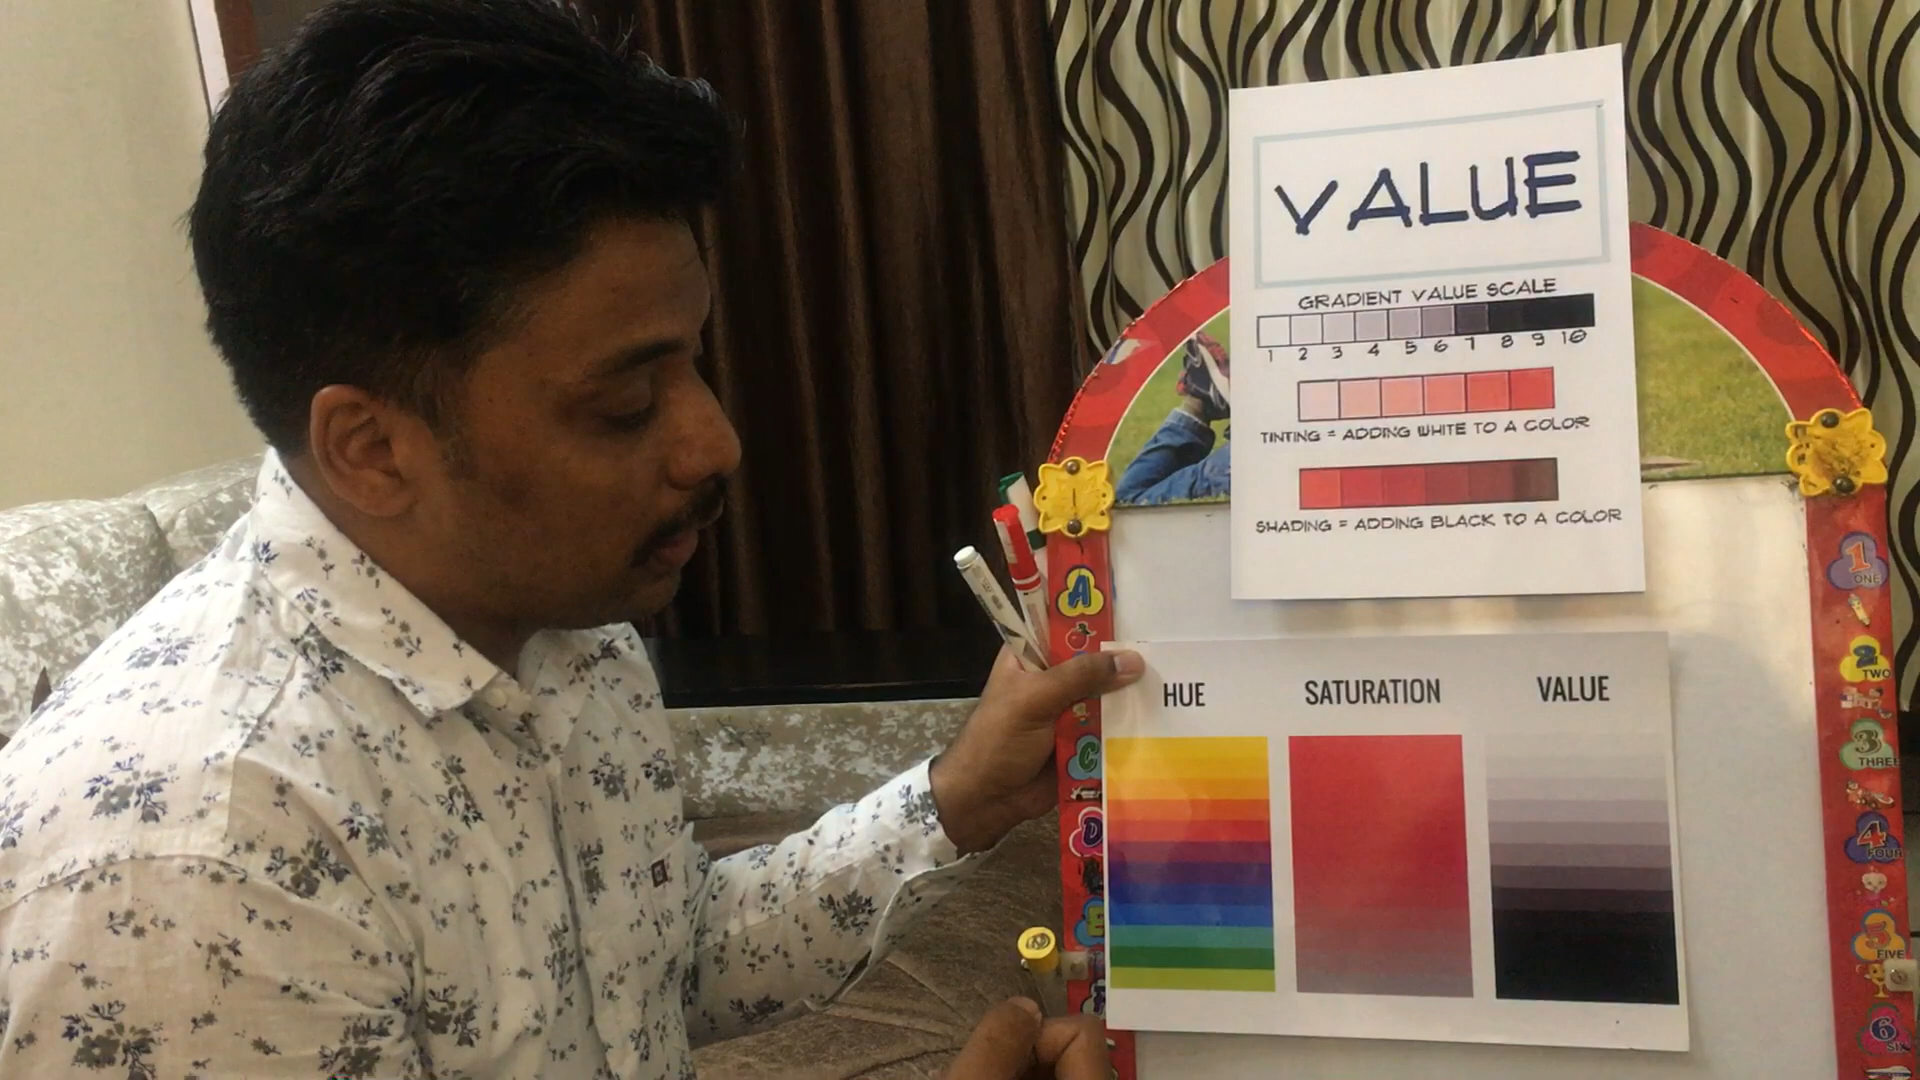 VALUE
GRADIENT VALUE SCALE
1 2 3 4 5 6 7 8 9 10
TINTING = ADDING WHITE TO A COLOR
SHADING = ADDING BLACK TO A COLOR
HUE SATURATION VALUE
A
C
D
E
1
ONE
2
TWO
3
THREE
4
FOUR
5
FIVE
6